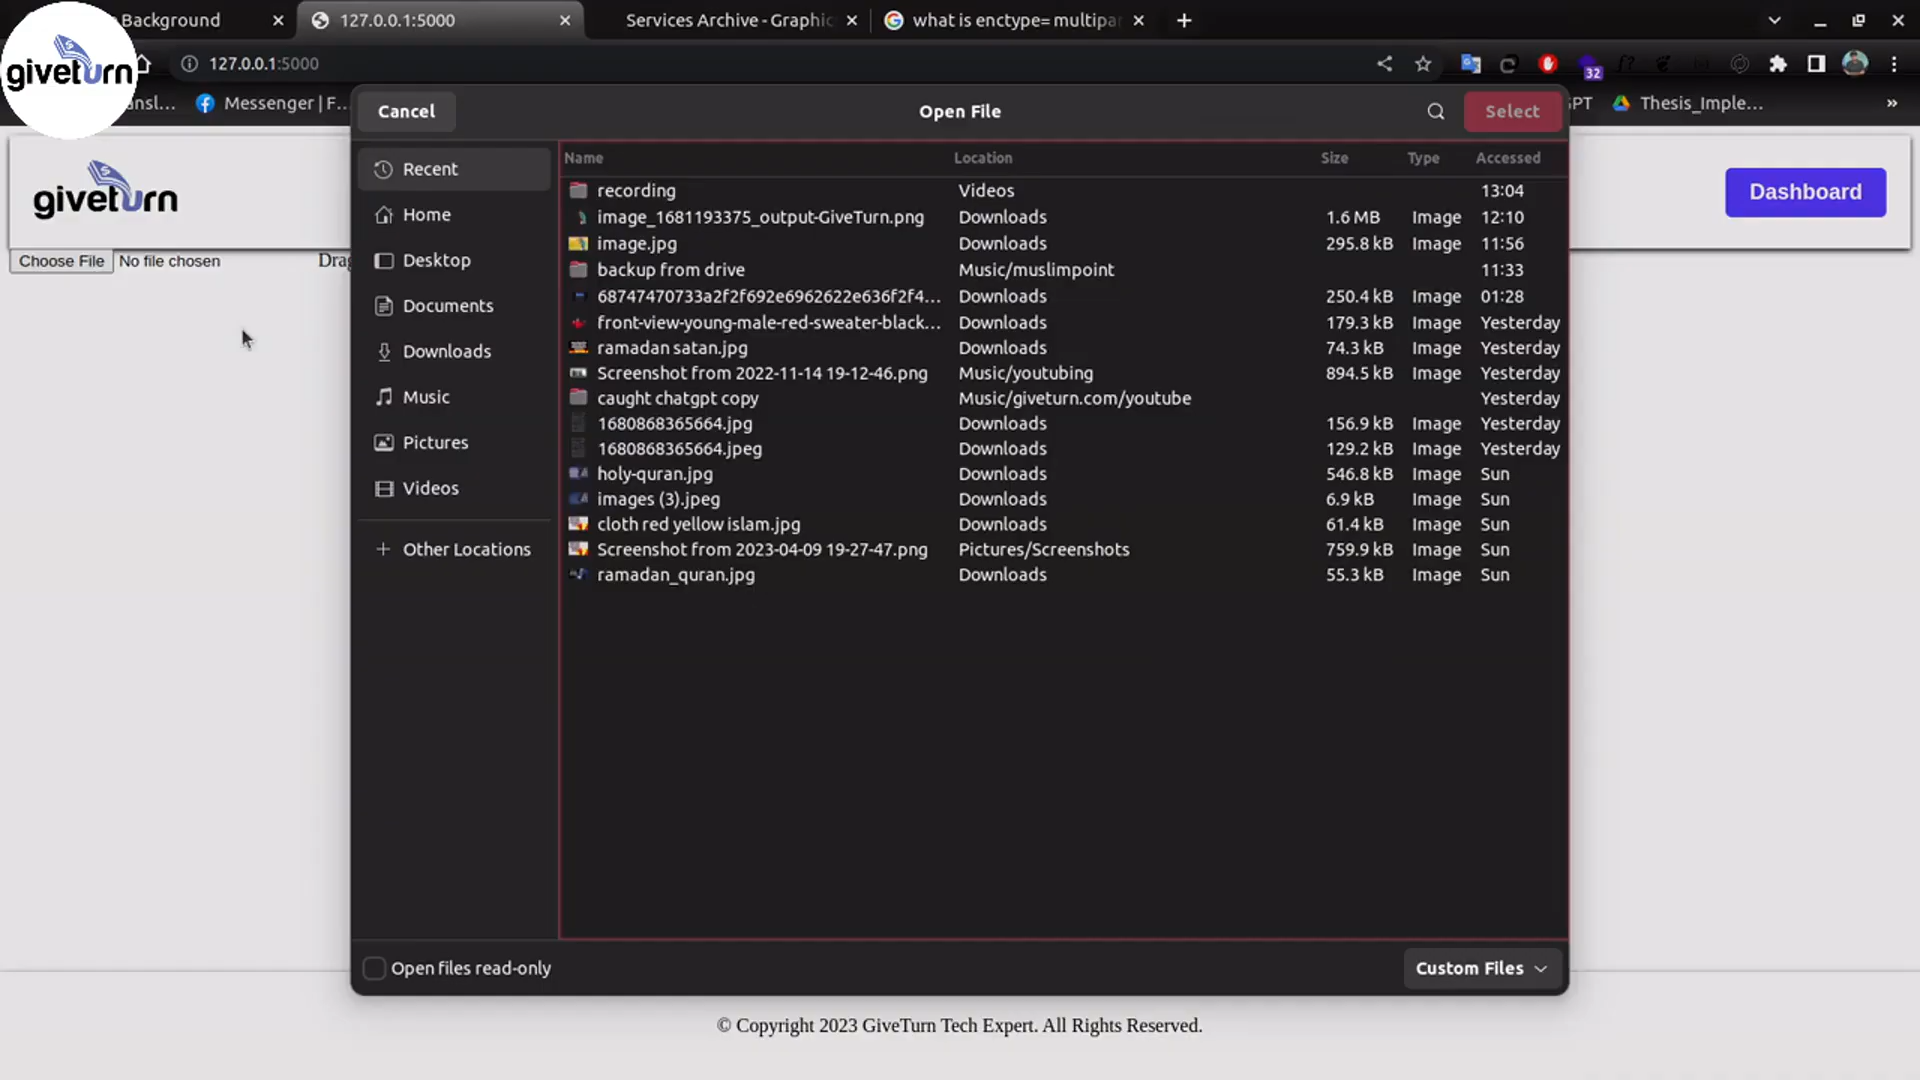 Background
127.0.0.1:5000
Services Archive - Graphic
what is enctype= multipar
giveturn
127.0.0.1:5000
32
ansl...
Messenger | F...
GPT
Thesis_Imple...
»
Cancel
Open File
Select
giveturn
Dashboard
Choose File No file chosen
Drag
Recent
Home
Desktop
Documents
Downloads
Music
Pictures
Videos
Other Locations
Name Location Size Type Accessed
recording Videos 13:04
image_1681193375_output-GiveTurn.png Downloads 1.6 MB Image 12:10
image.jpg Downloads 295.8 kB Image 11:56
backup from drive Music/muslimpoint 11:33
68747470733a2f2f692e6962622e636f2f4... Downloads 250.4 kB Image 01:28
front-view-young-male-red-sweater-black... Downloads 179.3 kB Image Yesterday
ramadan satan.jpg Downloads 74.3 kB Image Yesterday
Screenshot from 2022-11-14 19-12-46.png Music/youtubing 894.5 kB Image Yesterday
caught chatgpt copy Music/giveturn.com/youtube Yesterday
1680868365664.jpg Downloads 156.9 kB Image Yesterday
1680868365664.jpeg Downloads 129.2 kB Image Yesterday
holy-quran.jpg Downloads 546.8 kB Image Sun
images (3).jpeg Downloads 6.9 kB Image Sun
cloth red yellow islam.jpg Downloads 61.4 kB Image Sun
Screenshot from 2023-04-09 19-27-47.png Pictures/Screenshots 759.9 kB Image Sun
ramadan_quran.jpg Downloads 55.3 kB Image Sun
Open files read-only
Custom Files
© Copyright 2023 GiveTurn Tech Expert. All Rights Reserved.